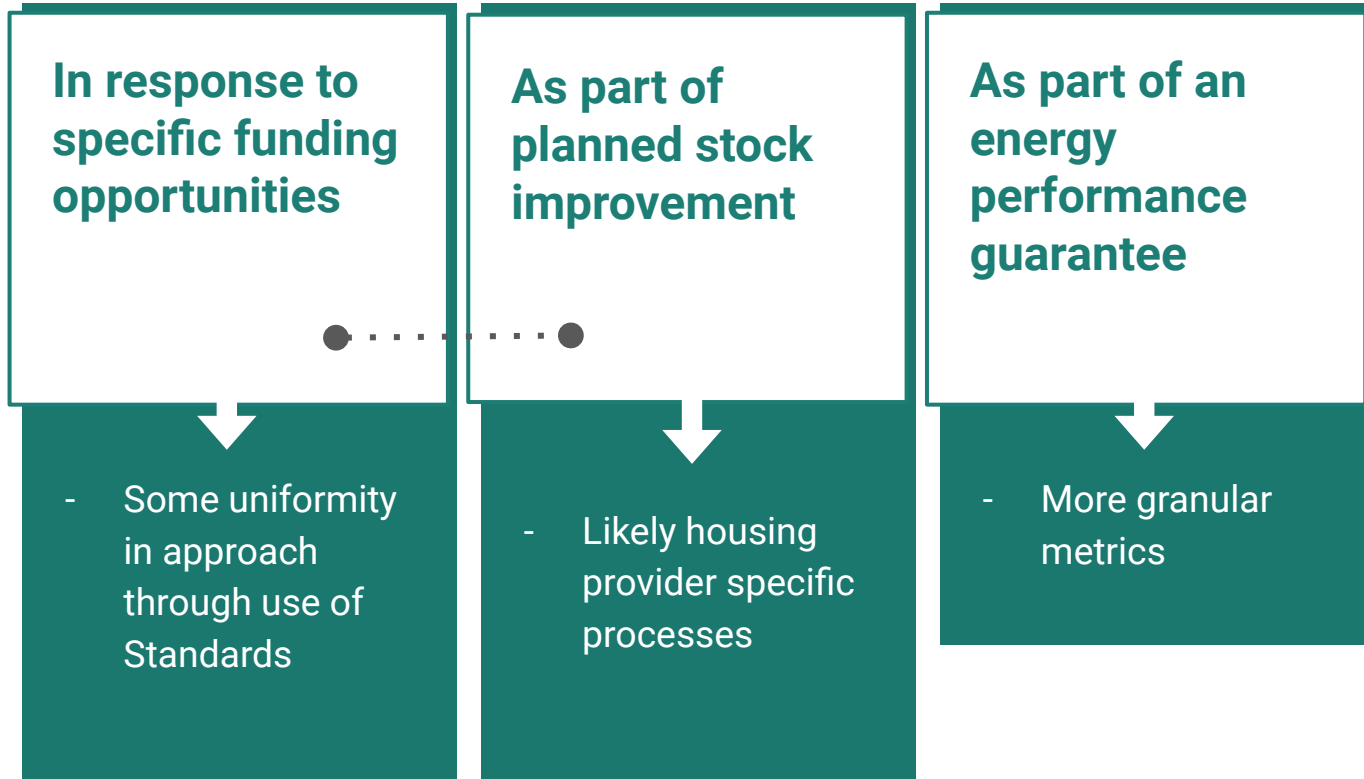 In response to
specific funding
opportunities
- Some uniformity
in approach
through use of
Standards
As part of
planned stock
improvement
- Likely housing
provider specific
processes
As part of an
energy
performance
guarantee
- More granular
metrics